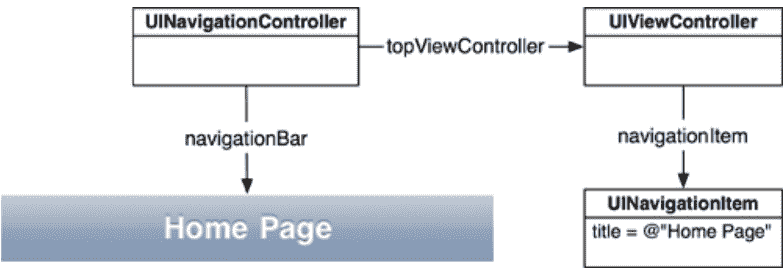 UINavigationController
topViewController
UIViewController
navigationBar
navigationItem
Home Page
UINavigationItem
title = @"Home Page"